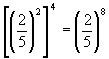 [(2/5)²]⁴ = (2/5)⁸